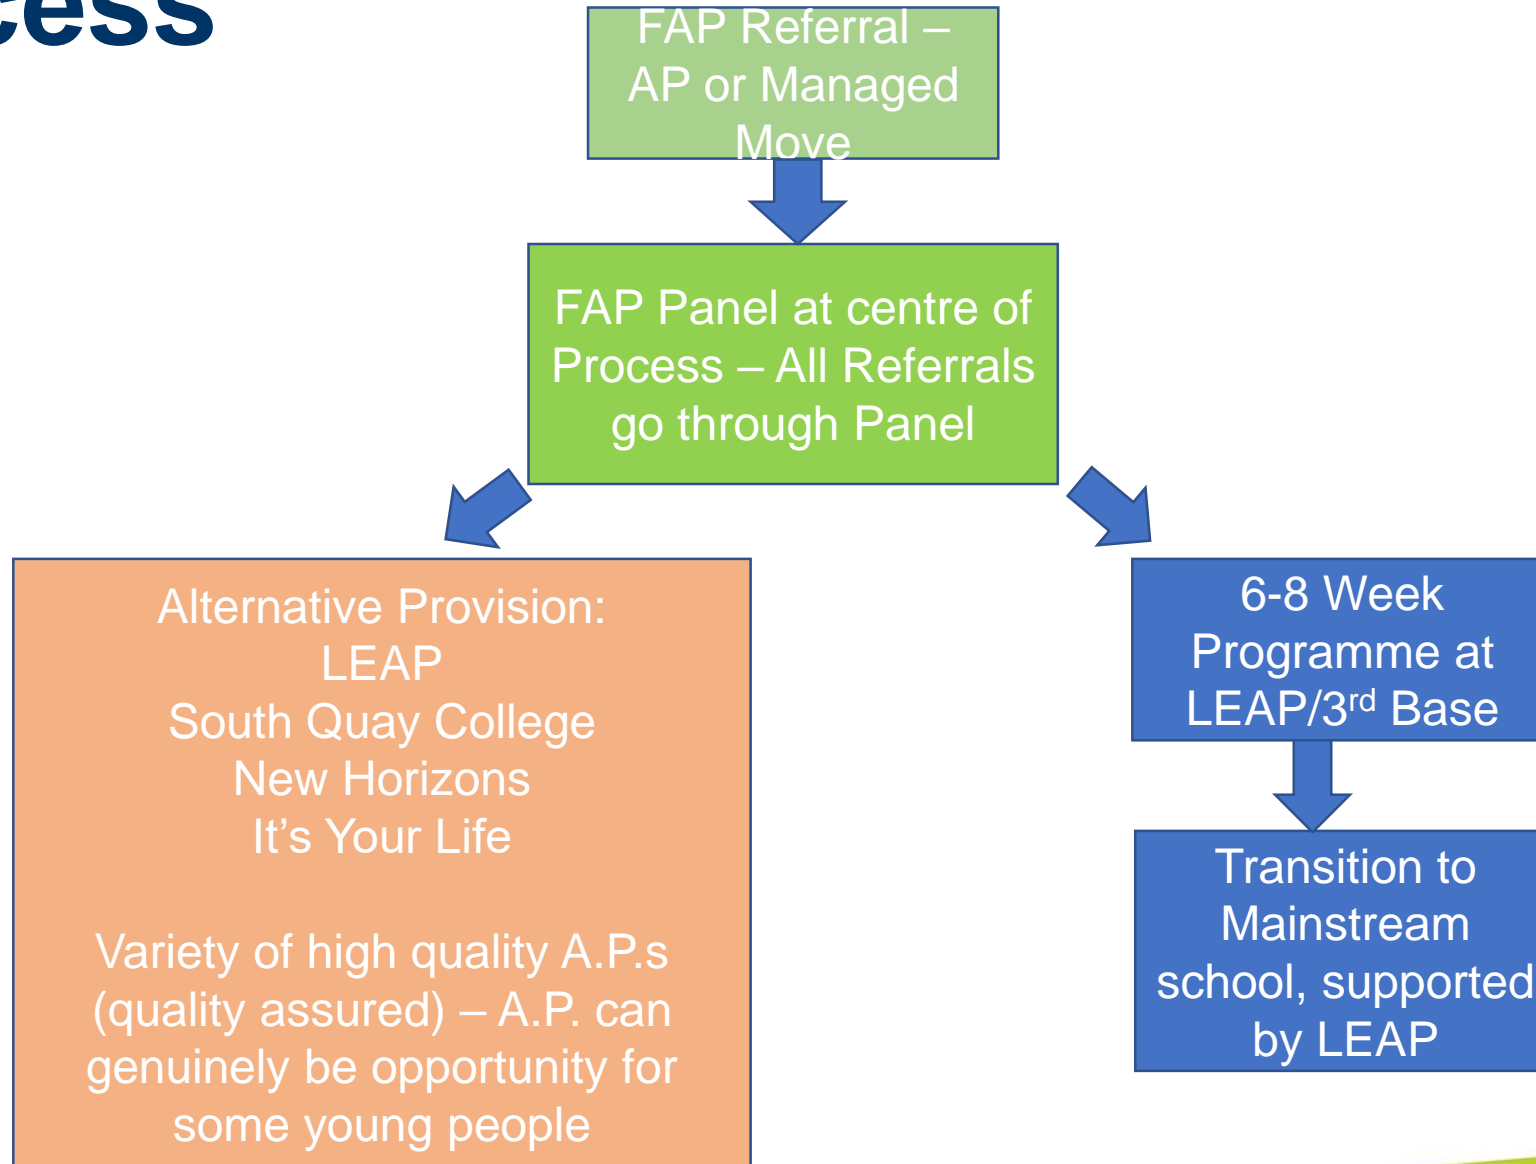 cess
FAP Referral –
AP or Managed
Move
FAP Panel at centre of
Process – All Referrals
go through Panel
Alternative Provision:
LEAP
South Quay College
New Horizons
It’s Your Life
Variety of high quality A.P.s
(quality assured) – A.P. can
genuinely be opportunity for
some young people
6-8 Week
Programme at
LEAP/3rd Base
Transition to
Mainstream
school, supported
by LEAP